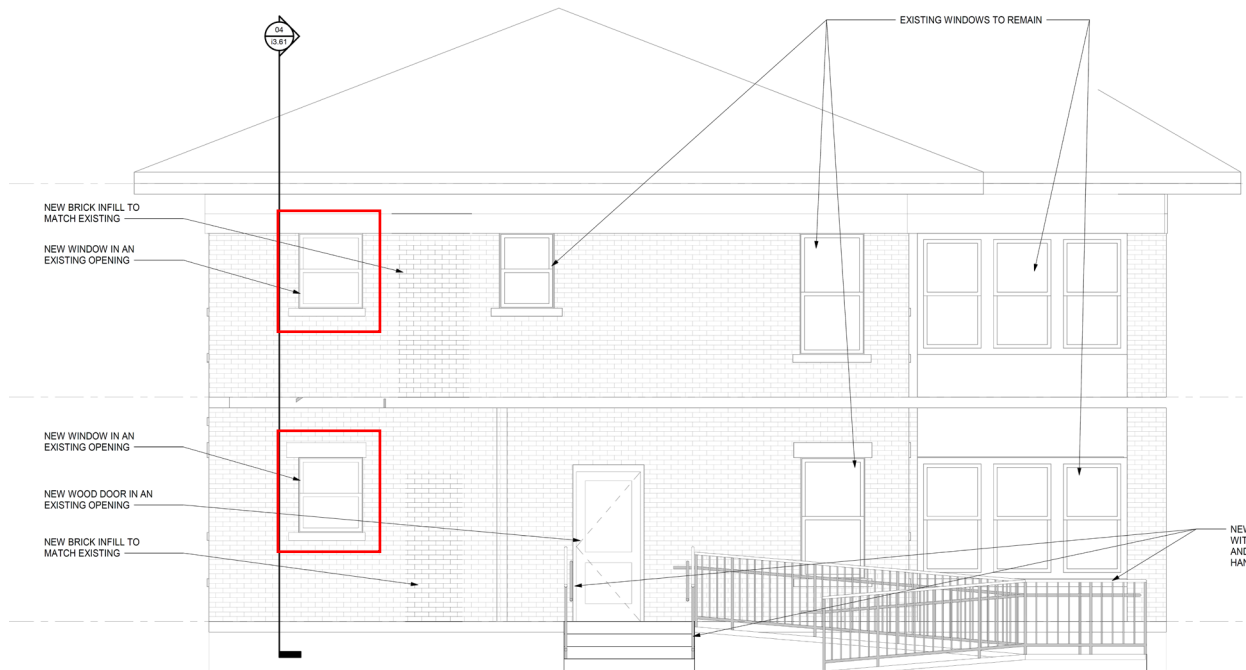 04
i3.61
EXISTING WINDOWS TO REMAIN
NEW BRICK INFILL TO
MATCH EXISTING
NEW WINDOW IN AN
EXISTING OPENING
NEW WINDOW IN AN
EXISTING OPENING
NEW WOOD DOOR IN AN
EXISTING OPENING
NEW BRICK INFILL TO
MATCH EXISTING